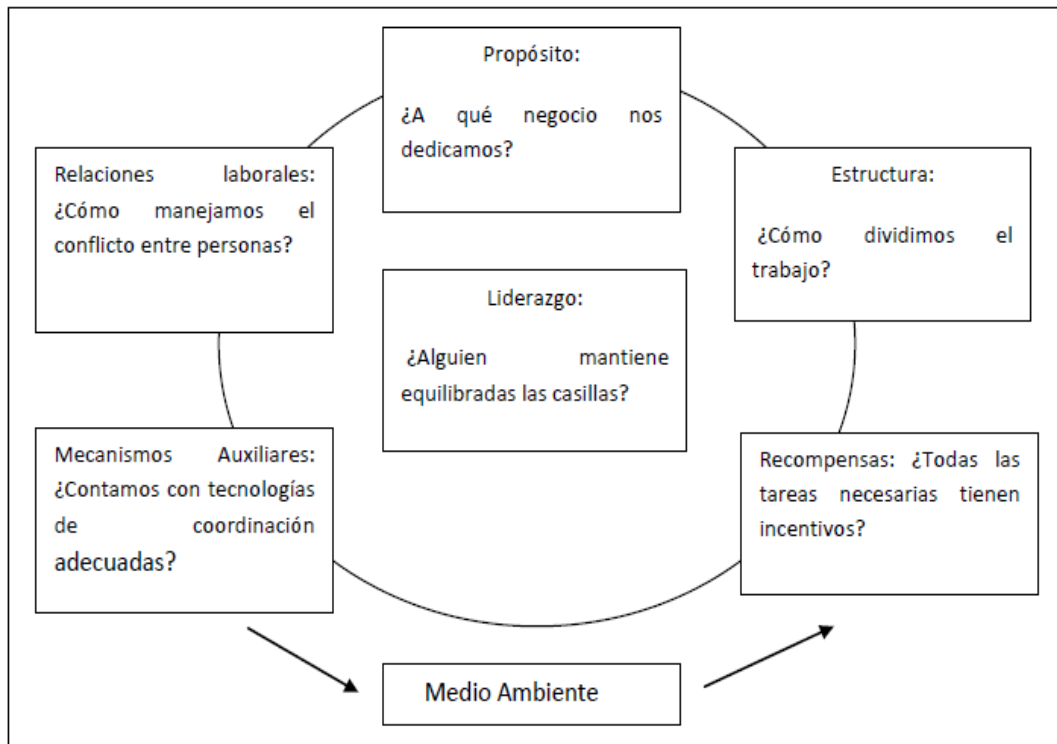 Propósito:
¿A qué negocio nos
dedicamos?
Relaciones laborales:
¿Cómo manejamos el
conflicto entre personas?
Estructura:
¿Cómo dividimos el
trabajo?
Liderazgo:
¿Alguien mantiene
equilibradas las casillas?
Mecanismos Auxiliares:
¿Contamos con tecnologías
de coordinación
adecuadas?
Recompensas: ¿Todas las
tareas necesarias tienen
incentivos?
Medio Ambiente